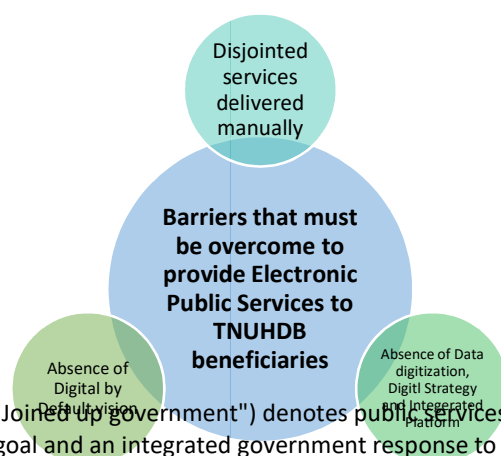 Disjointed
services
delivered
manually
Barriers that must
be overcome to
provide Electronic
Public Services to
TNUHDB
beneficiaries
Absence of
Digital by
Default vision
Absence of Data
digitization,
Digitl Strategy
and Integerated
Platform
Joined up government") denotes public services
goal and an integrated government response to